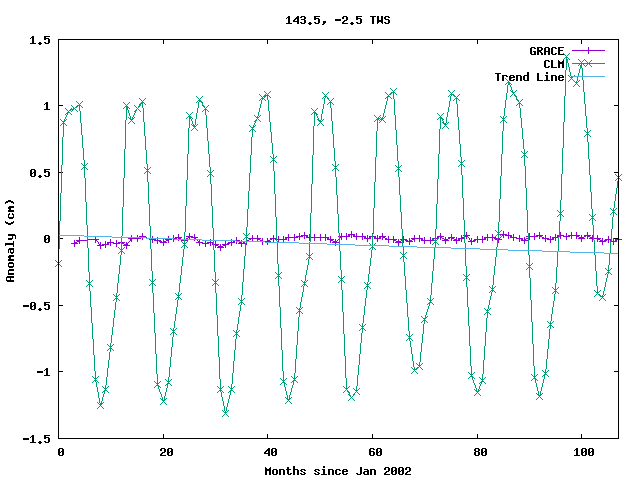 143.5, -2.5 TWS
GRACE
CLM
Trend Line
1.5
1
0.5
0
-0.5
-1
-1.5
Anomaly (cm)
0 20 40 60 80 100
Months since Jan 2002